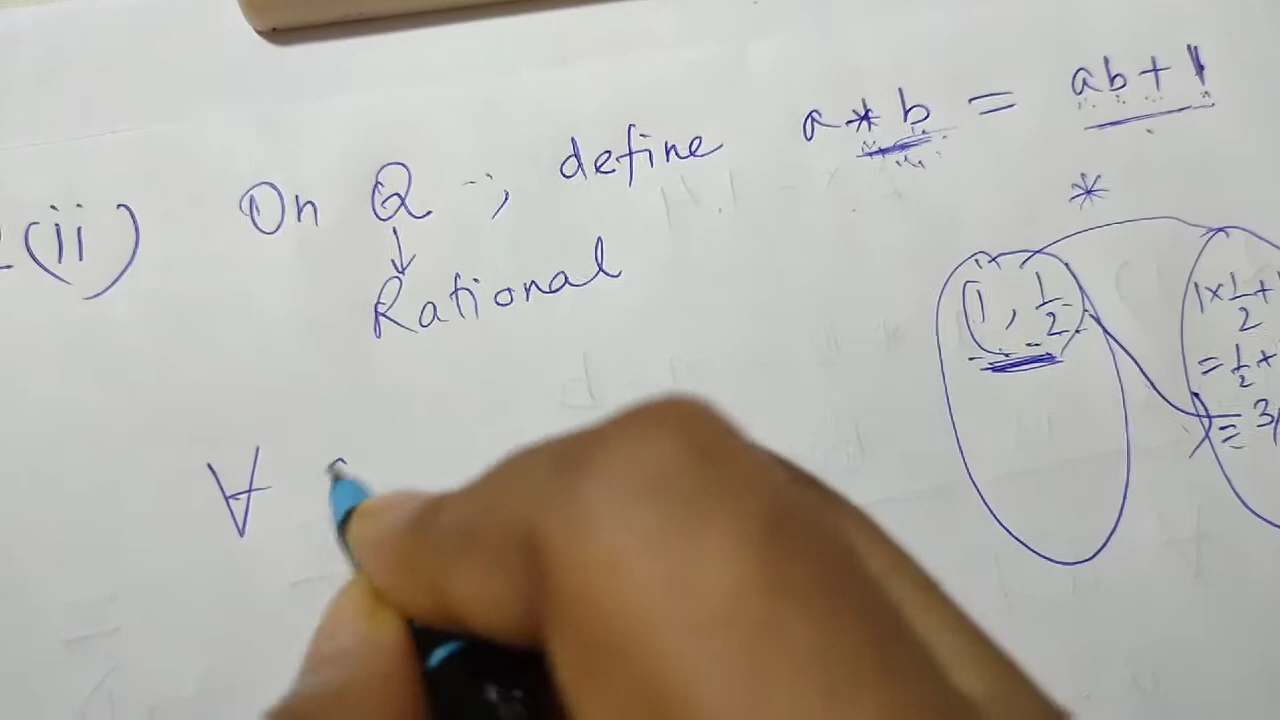 (ii) On Q , define a * b = ab + 1
↓
Rational
*
(1, 1/2)
1 × 1/2 +
= 1/2 +
= 3/
∀